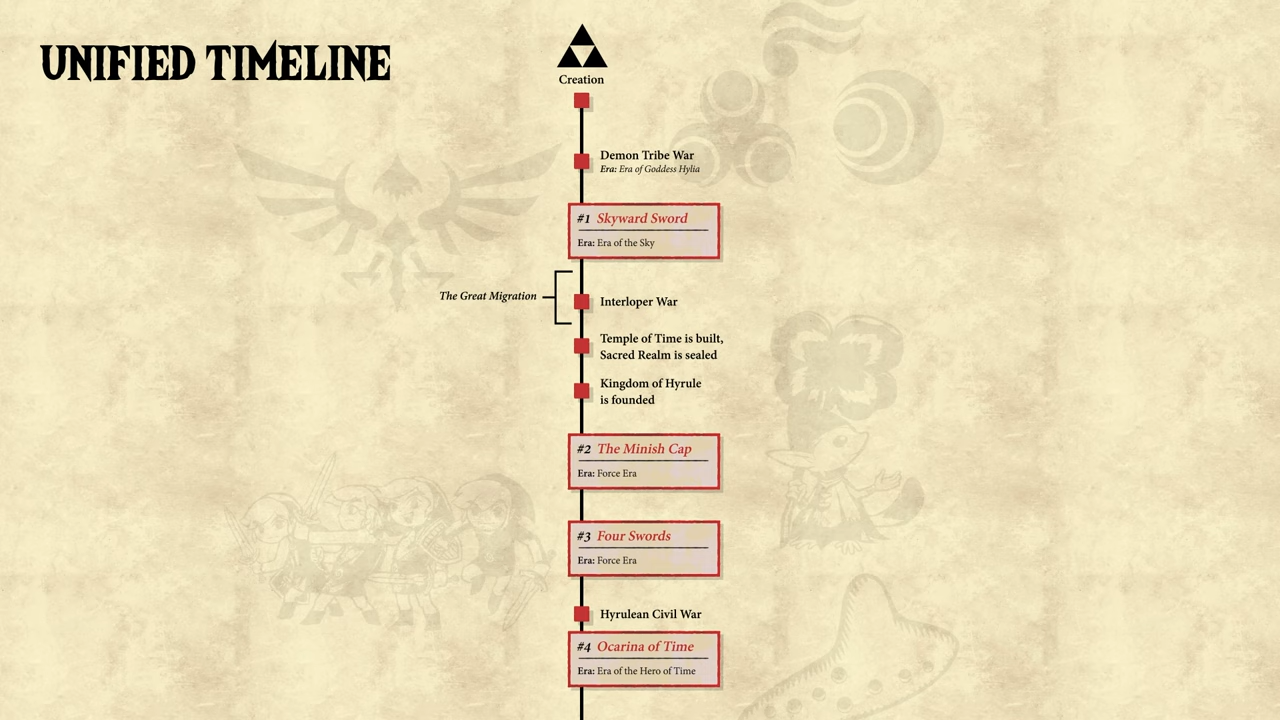 UNIFIED TIMELINE
Creation
Demon Tribe War
Era: Era of Goddess Hylia
#1 Skyward Sword
Era: Era of the Sky
The Great Migration
Interloper War
Temple of Time is built,
Sacred Realm is sealed
Kingdom of Hyrule
is founded
#2 The Minish Cap
Era: Force Era
#3 Four Swords
Era: Force Era
Hyrulean Civil War
#4 Ocarina of Time
Era: Era of the Hero of Time